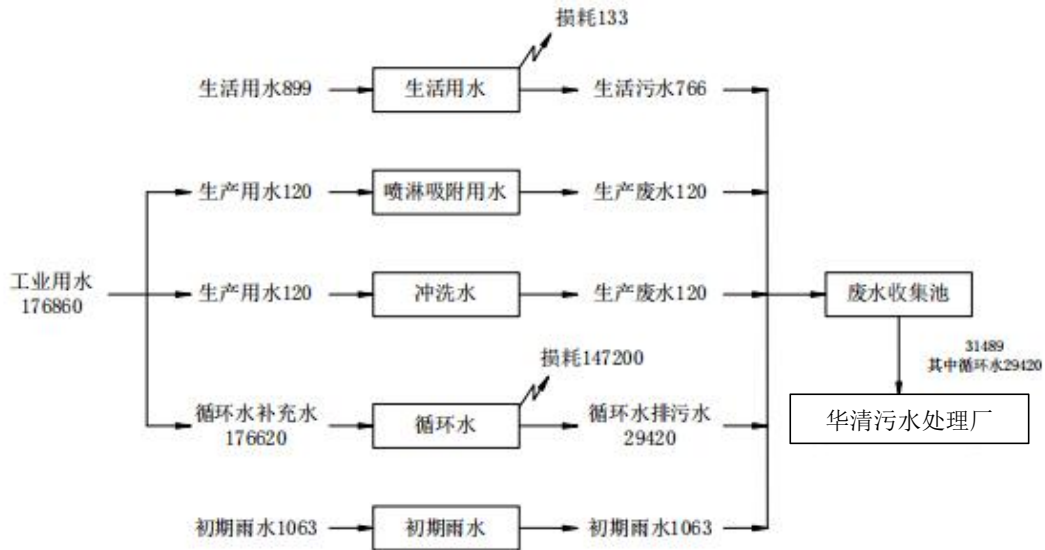 损耗133
生活用水899
生活用水
生活污水766
生产用水120
喷淋吸附用水
生产废水120
工业用水
176860
生产用水120
冲洗水
生产废水120
废水收集池
31489
其中循环水29420
损耗147200
循环水补充水
176620
循环水
循环水排污水
29420
华清污水处理厂
初期雨水1063
初期雨水
初期雨水1063